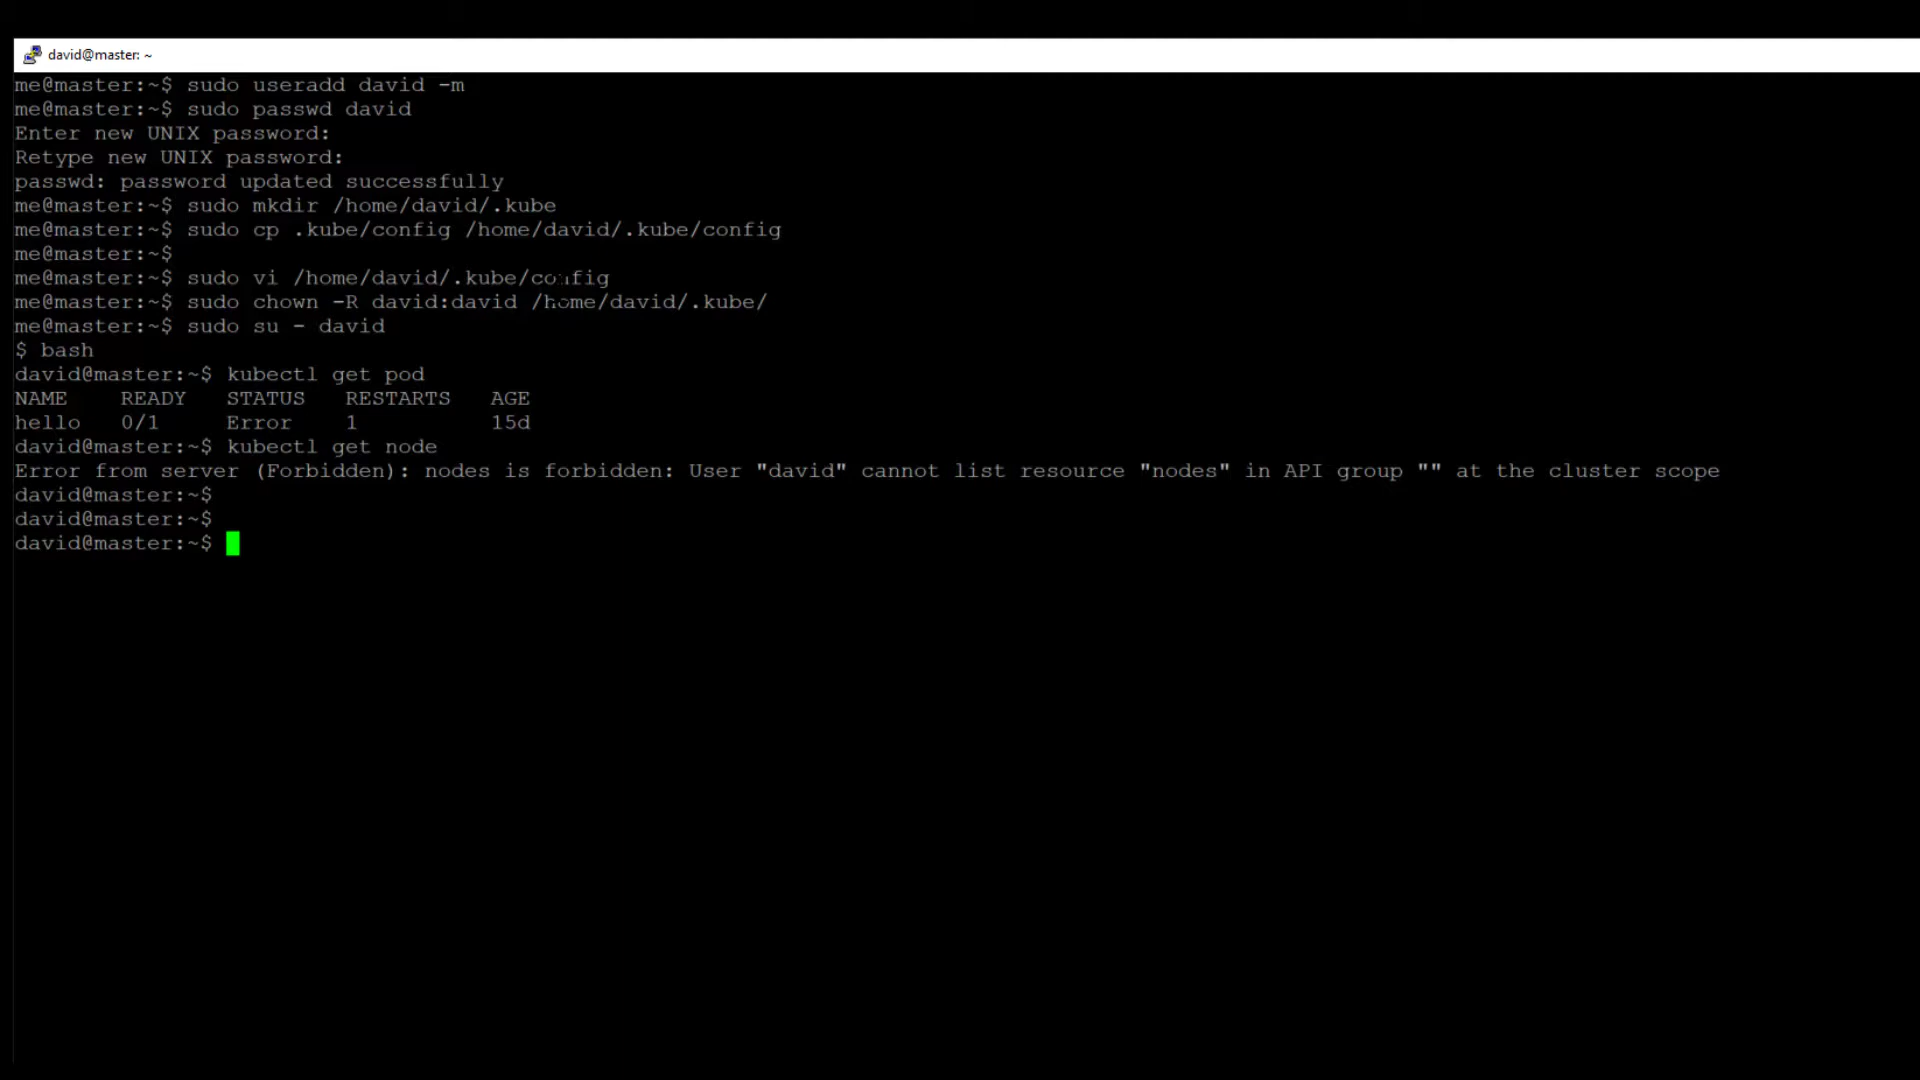 david@master: ~
me@master:~$ sudo useradd david -m
me@master:~$ sudo passwd david
Enter new UNIX password:
Retype new UNIX password:
passwd: password updated successfully
me@master:~$ sudo mkdir /home/david/.kube
me@master:~$ sudo cp .kube/config /home/david/.kube/config
me@master:~$
me@master:~$ sudo vi /home/david/.kube/config
me@master:~$ sudo chown -R david:david /home/david/.kube/
me@master:~$ sudo su - david
$ bash
david@master:~$ kubectl get pod
NAME    READY   STATUS   RESTARTS   AGE
hello   0/1     Error    1          15d
david@master:~$ kubectl get node
Error from server (Forbidden): nodes is forbidden: User "david" cannot list resource "nodes" in API group "" at the cluster scope
david@master:~$
david@master:~$
david@master:~$